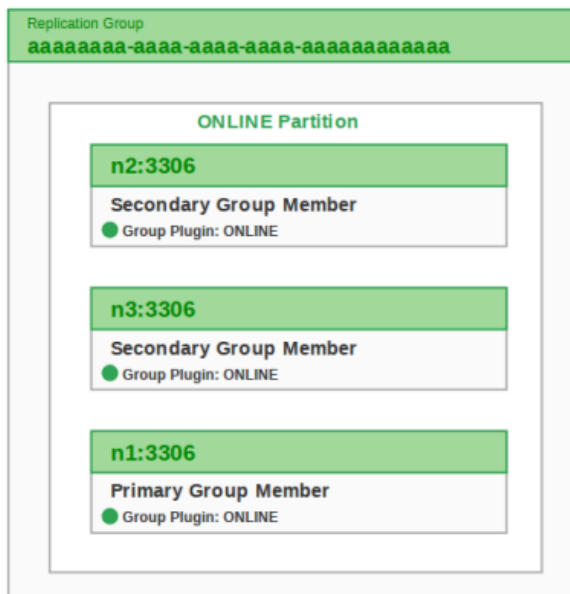 Replication Group
aaaaaaaa-aaaa-aaaa-aaaa-aaaaaaaaaaaa
ONLINE Partition
n2:3306
Secondary Group Member
Group Plugin: ONLINE
n3:3306
Secondary Group Member
Group Plugin: ONLINE
n1:3306
Primary Group Member
Group Plugin: ONLINE